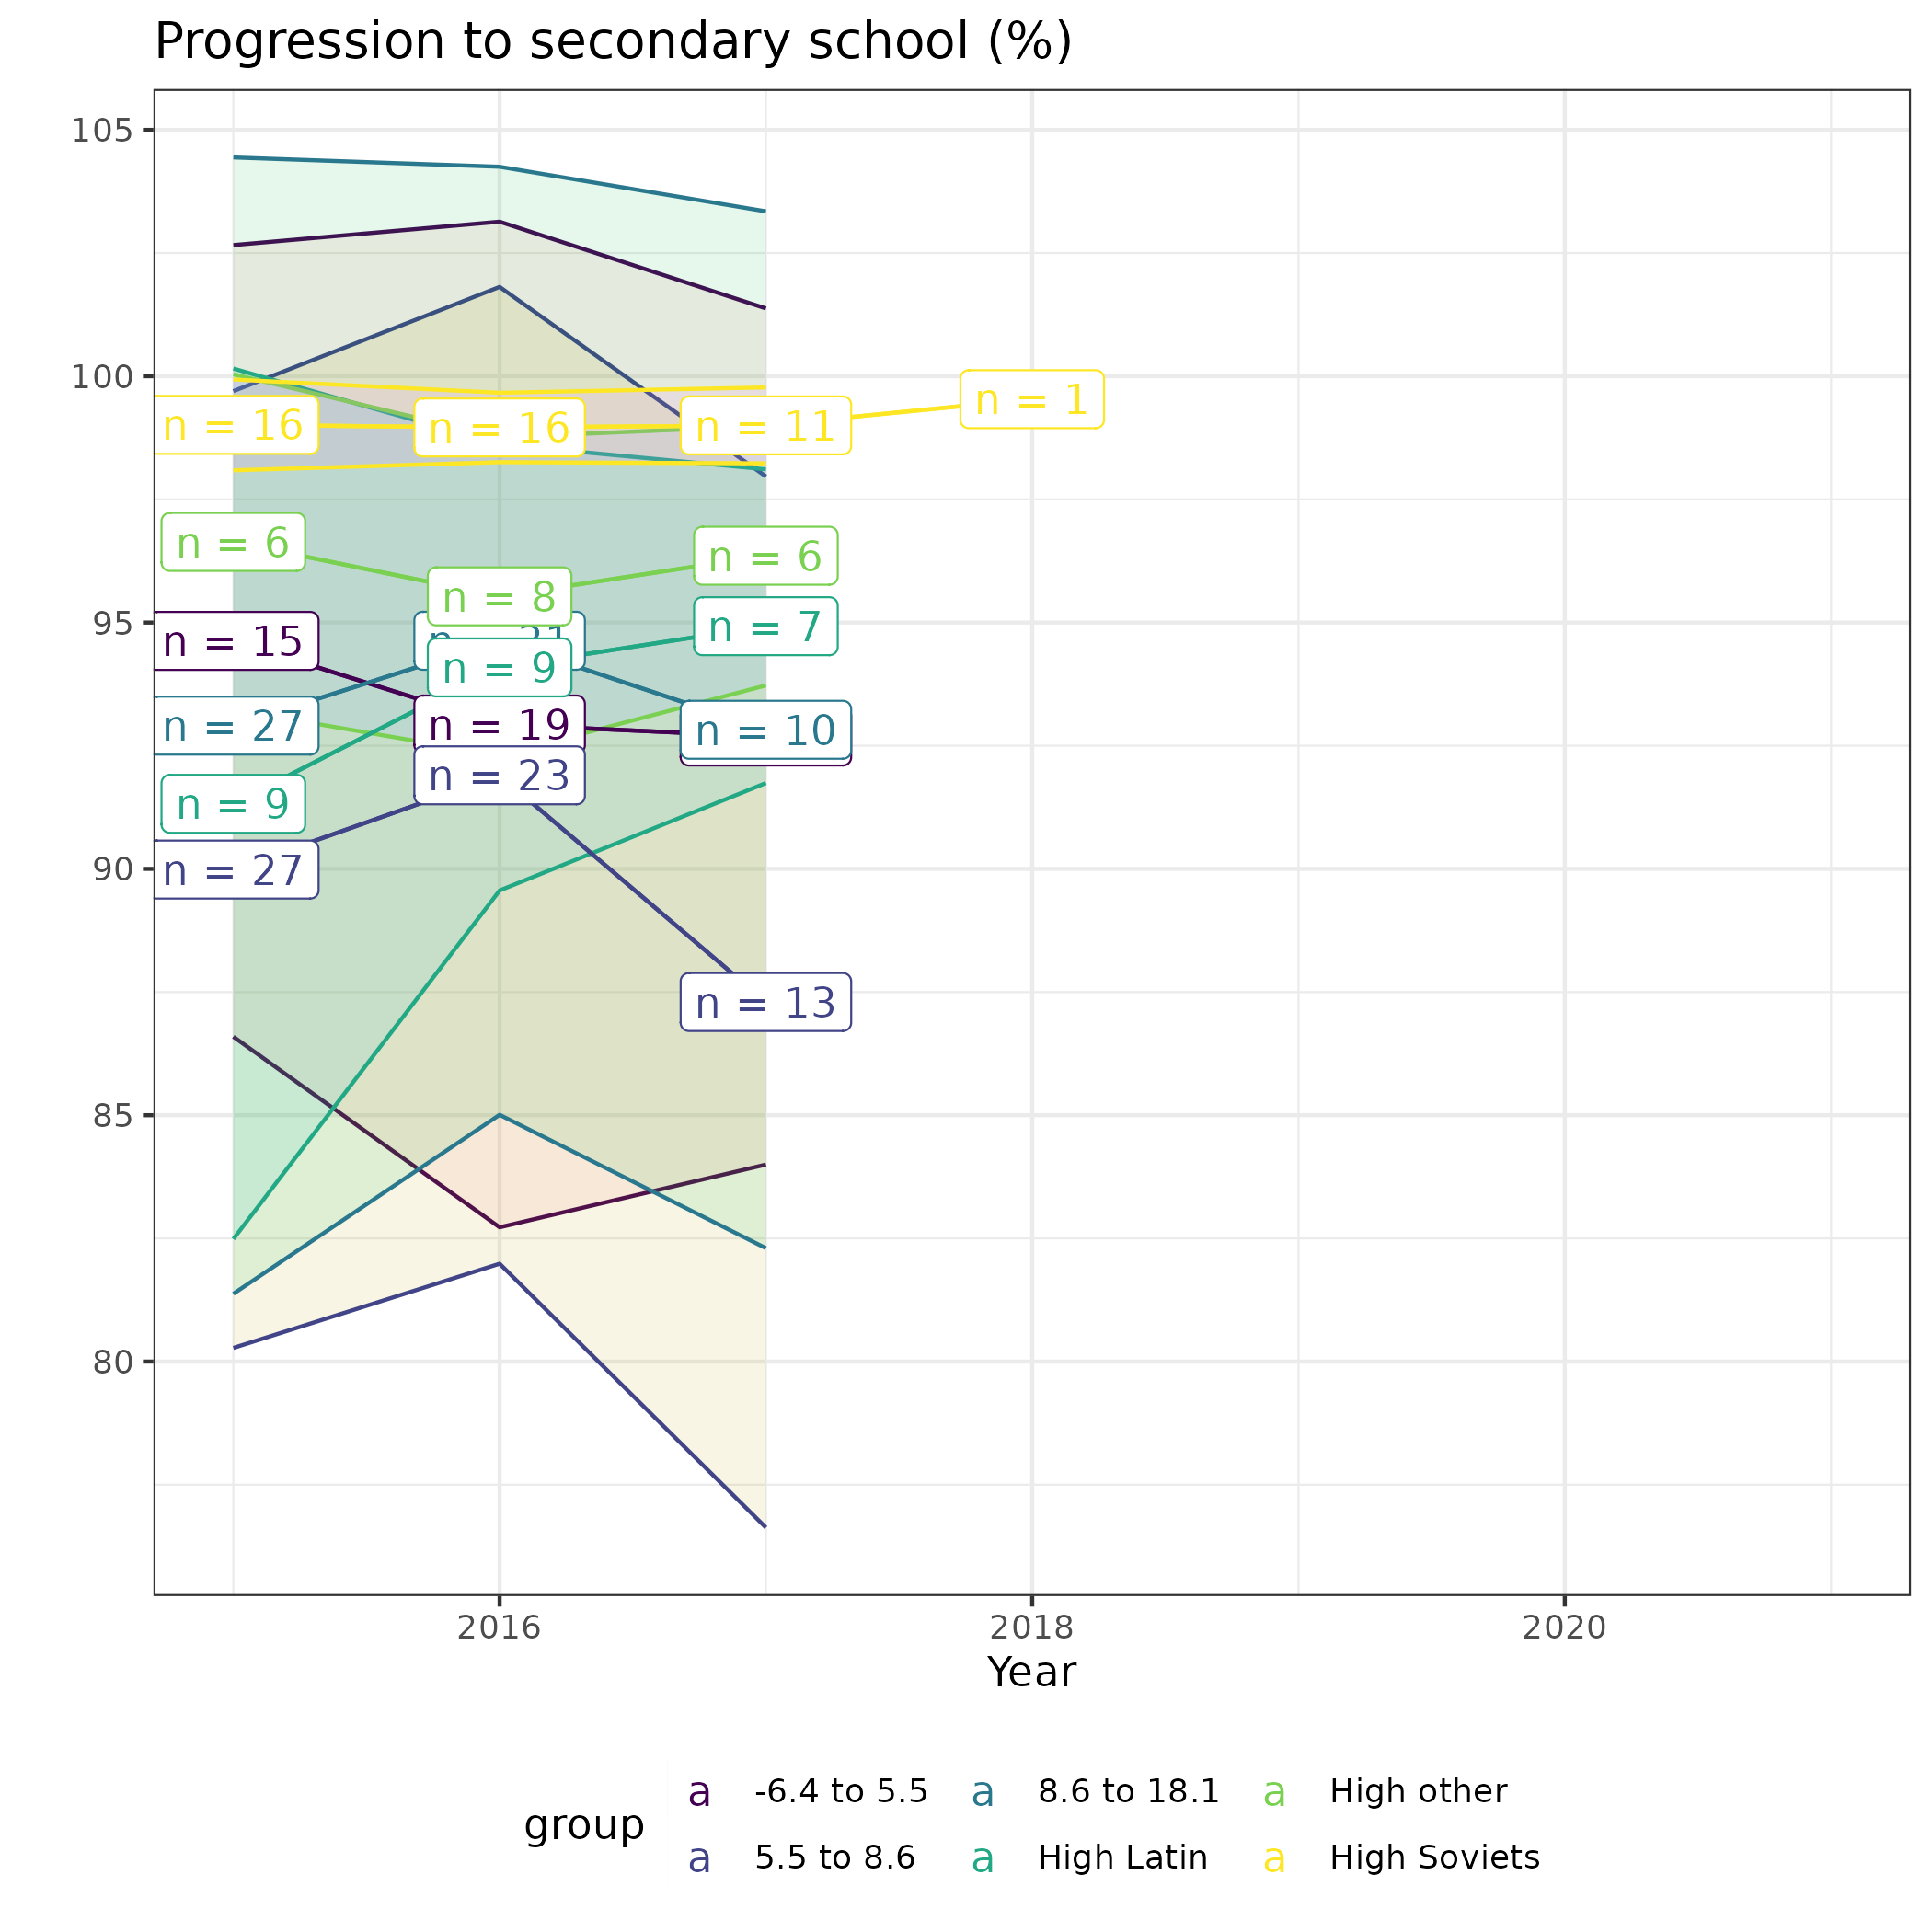 Progression to secondary school (%)
105
100
95
90
85
80
n = 1
n = 16
n = 16
n = 11
n = 6
n = 6
n = 8
n = 7
n = 15
n = 9
n = 19
n = 27
n = 10
n = 23
n = 9
n = 27
n = 13
2016 2018 2020
Year
group
a -6.4 to 5.5 a 8.6 to 18.1 a High other
a 5.5 to 8.6 a High Latin a High Soviets